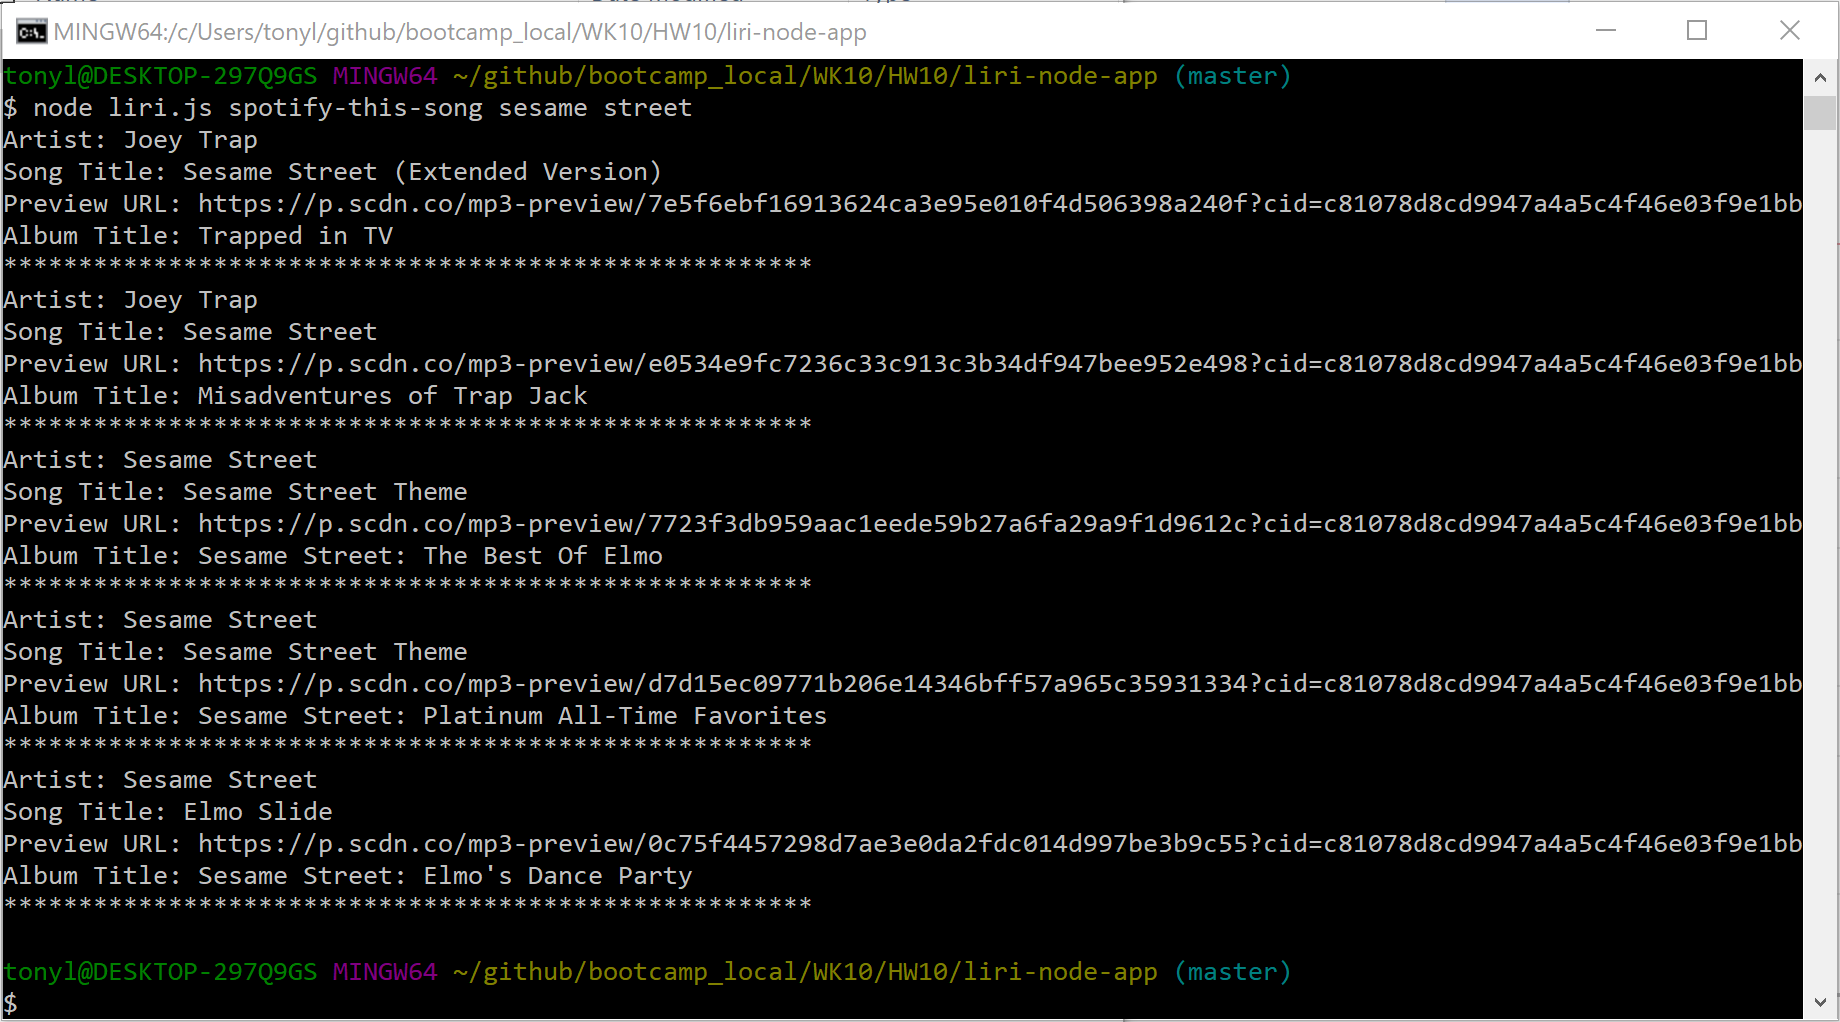 MINGW64:/c/Users/tonyl/github/bootcamp_local/WK10/HW10/liri-node-app
tonyl@DESKTOP-297Q9GS MINGW64 ~/github/bootcamp_local/WK10/HW10/liri-node-app (master)
$ node liri.js spotify-this-song sesame street
Artist: Joey Trap
Song Title: Sesame Street (Extended Version)
Preview URL: https://p.scdn.co/mp3-preview/7e5f6ebf16913624ca3e95e010f4d506398a240f?cid=c81078d8cd9947a4a5c4f46e03f9e1bb
Album Title: Trapped in TV
******************************************************
Artist: Joey Trap
Song Title: Sesame Street
Preview URL: https://p.scdn.co/mp3-preview/e0534e9fc7236c33c913c3b34df947bee952e498?cid=c81078d8cd9947a4a5c4f46e03f9e1bb
Album Title: Misadventures of Trap Jack
******************************************************
Artist: Sesame Street
Song Title: Sesame Street Theme
Preview URL: https://p.scdn.co/mp3-preview/7723f3db959aac1eede59b27a6fa29a9f1d9612c?cid=c81078d8cd9947a4a5c4f46e03f9e1bb
Album Title: Sesame Street: The Best Of Elmo
******************************************************
Artist: Sesame Street
Song Title: Sesame Street Theme
Preview URL: https://p.scdn.co/mp3-preview/d7d15ec09771b206e14346bff57a965c35931334?cid=c81078d8cd9947a4a5c4f46e03f9e1bb
Album Title: Sesame Street: Platinum All-Time Favorites
******************************************************
Artist: Sesame Street
Song Title: Elmo Slide
Preview URL: https://p.scdn.co/mp3-preview/0c75f4457298d7ae3e0da2fdc014d997be3b9c55?cid=c81078d8cd9947a4a5c4f46e03f9e1bb
Album Title: Sesame Street: Elmo's Dance Party
******************************************************
tonyl@DESKTOP-297Q9GS MINGW64 ~/github/bootcamp_local/WK10/HW10/liri-node-app (master)
$